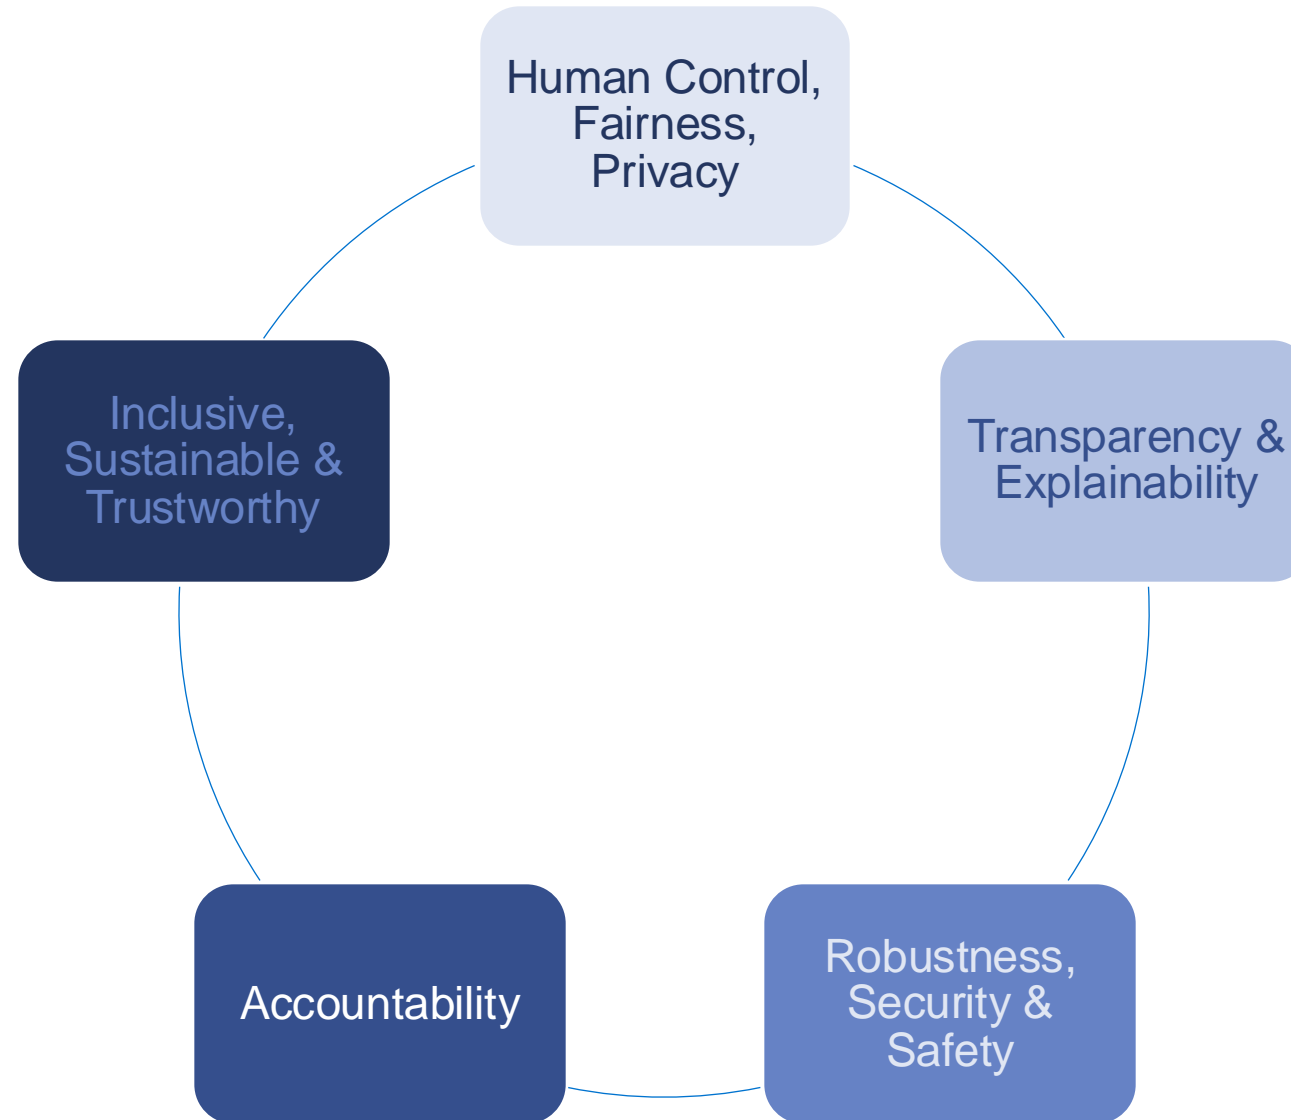 Human Control,
Fairness,
Privacy
Transparency &
Explainability
Robustness,
Security &
Safety
Accountability
Inclusive,
Sustainable &
Trustworthy